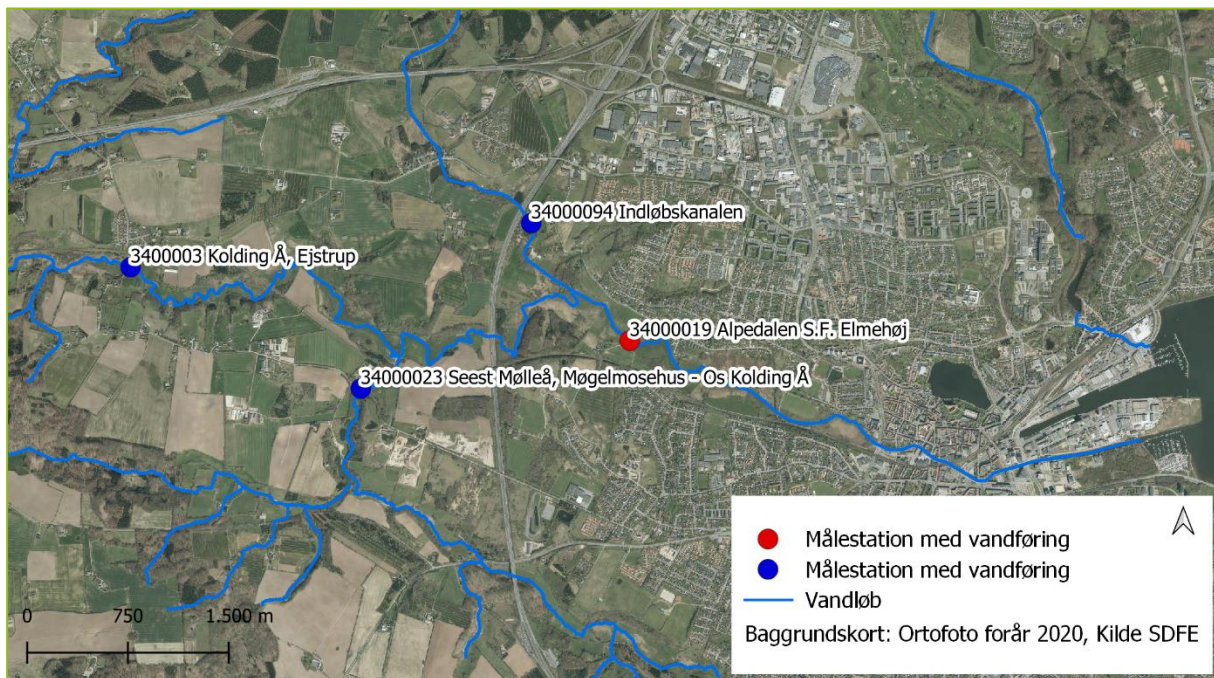 34000094 Indløbskanalen
3400003 Kolding Å, Ejstrup
34000019 Alpedalen S.F. Elmehøj
34000023 Seest Mølleå, Møgelmosehus - Os Kolding Å
Målestation med vandføring
Målestation med vandføring
Vandløb
Baggrundskort: Ortofoto forår 2020, Kilde SDFE
0 750 1.500 m